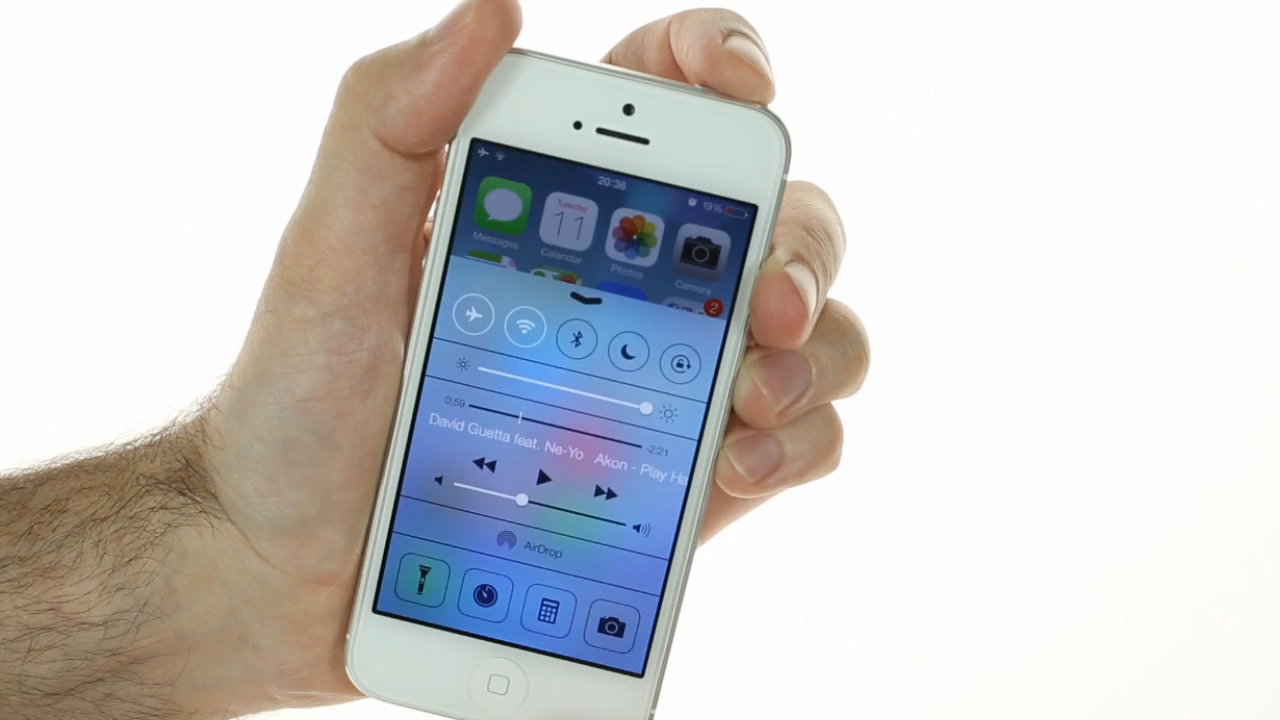 20:36
19%
Messages
Tuesday
11
Calendar
Photos
Camera
2
0:59
-2:21
David Guetta feat. Ne-Yo Akon - Play Ha
AirDrop